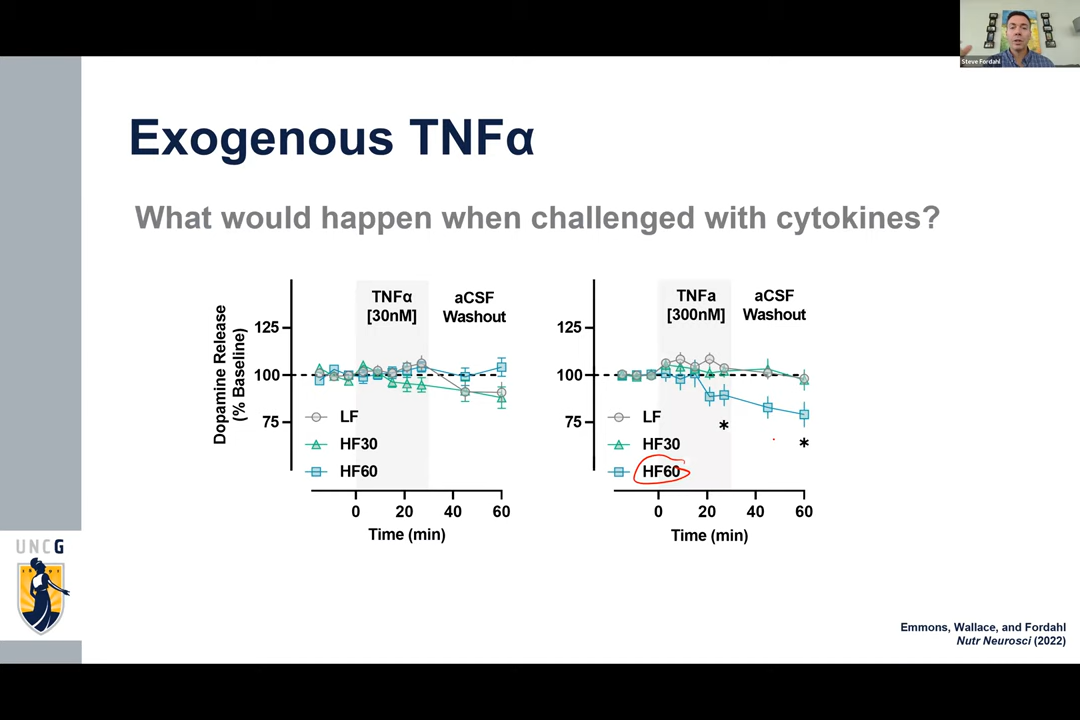 Steve Fordahl
Exogenous TNFα
What would happen when challenged with cytokines?
Dopamine Release
(% Baseline)
125
100
75
TNFα
[30nM]
aCSF
Washout
LF
HF30
HF60
0 20 40 60
Time (min)
125
100
75
TNFa
[300nM]
aCSF
Washout
LF
HF30
HF60
*
*
0 20 40 60
Time (min)
UNCG
Emmons, Wallace, and Fordahl
Nutr Neurosci (2022)